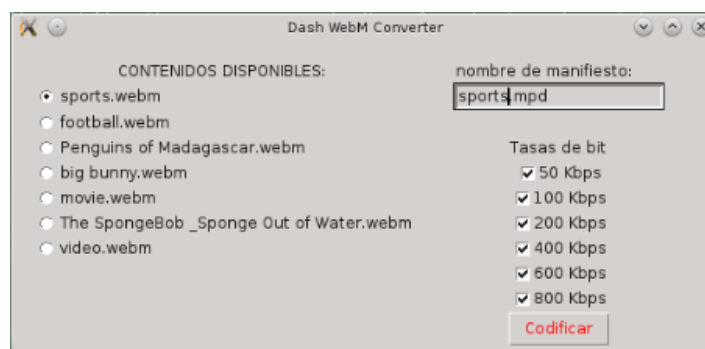 Dash WebM Converter
CONTENIDOS DISPONIBLES:
sports.webm
football.webm
Penguins of Madagascar.webm
big bunny.webm
movie.webm
The SpongeBob _Sponge Out of Water.webm
video.webm
nombre de manifiesto:
sports.mpd
Tasas de bit
50 Kbps
100 Kbps
200 Kbps
400 Kbps
600 Kbps
800 Kbps
Codificar